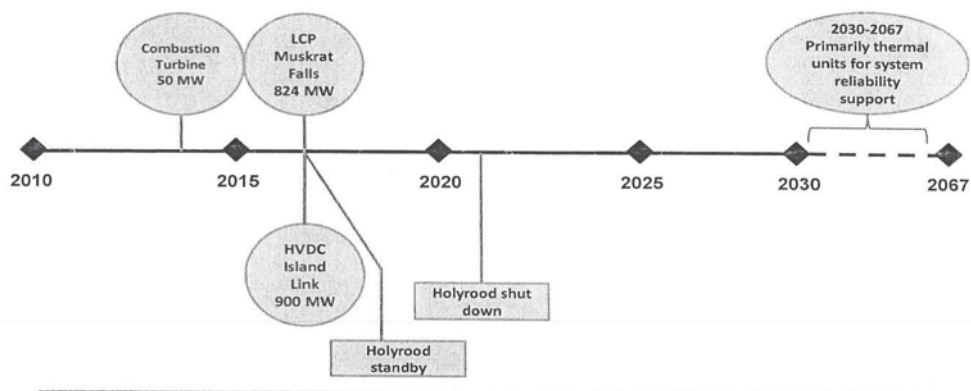 Combustion
Turbine
50 MW
LCP
Muskrat
Falls
824 MW
2030-2067
Primarily thermal
units for system
reliability
support
2010
2015
2020
2025
2030
2067
HVDC
Island
Link
900 MW
Holyrood shut
down
Holyrood
standby